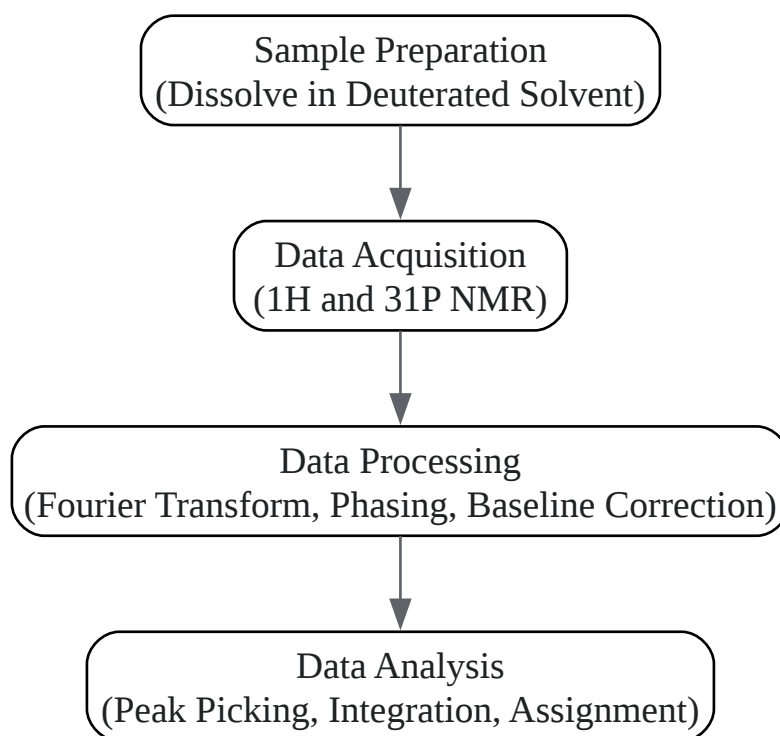 Sample Preparation
(Dissolve in Deuterated Solvent)
Data Acquisition
(1H and 31P NMR)
Data Processing
(Fourier Transform, Phasing, Baseline Correction)
Data Analysis
(Peak Picking, Integration, Assignment)